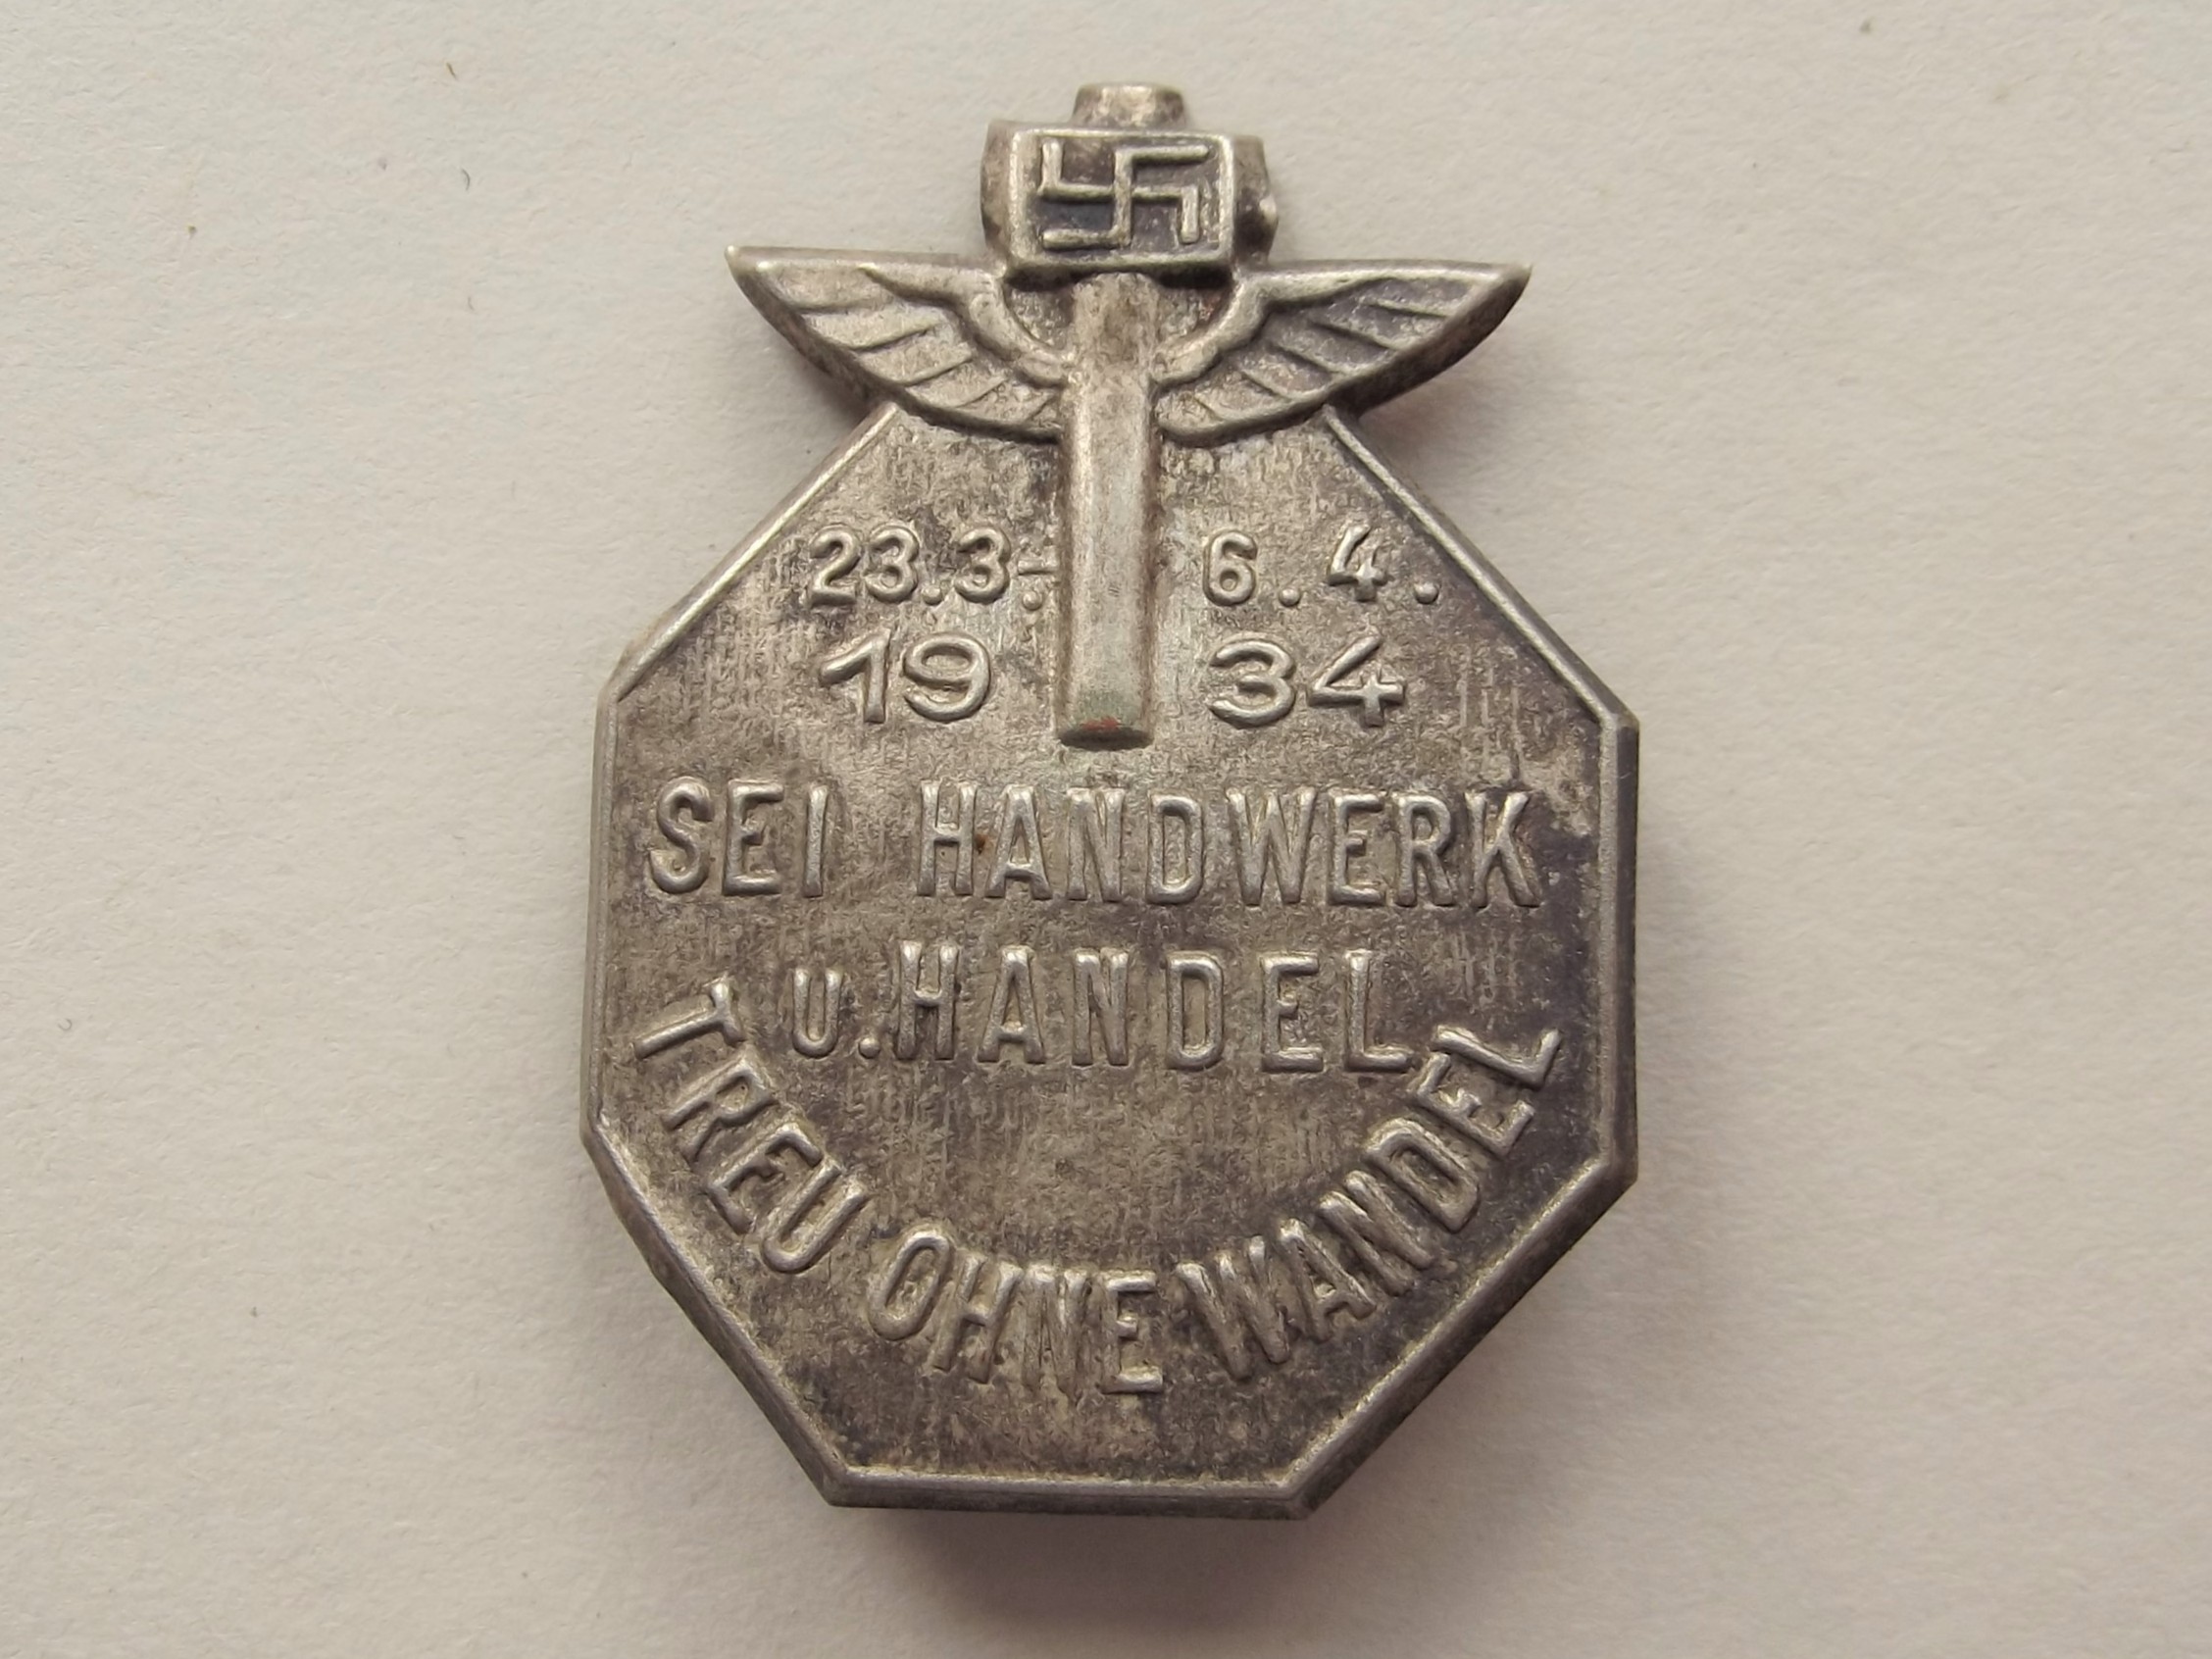 23.3.- 6.4.
1934
SEI HANDWERK
u. HANDEL
TREU OHNE WANDEL